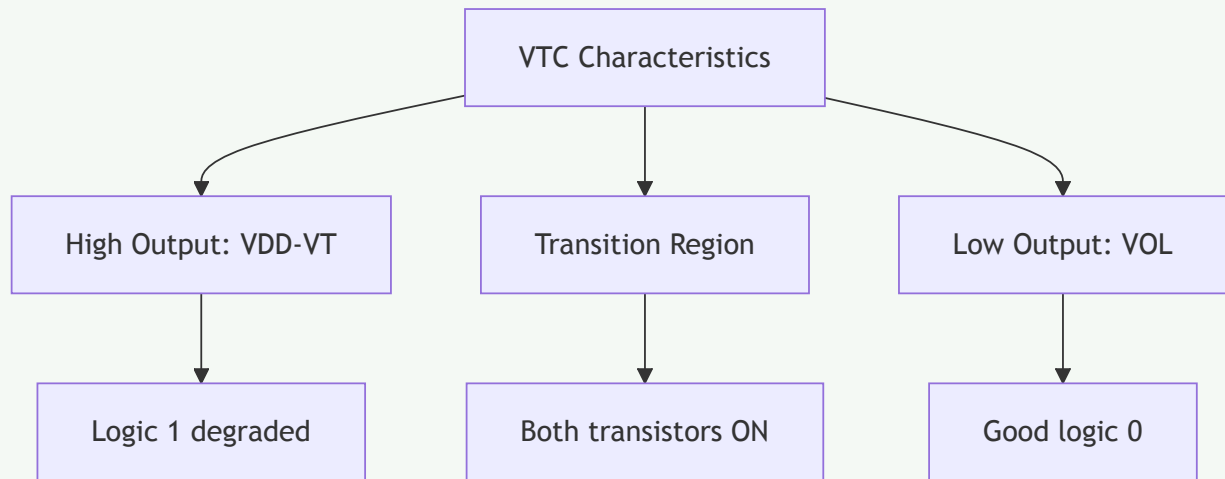 VTC Characteristics
High Output: VDD-VT
Transition Region
Low Output: VOL
Logic 1 degraded
Both transistors ON
Good logic 0